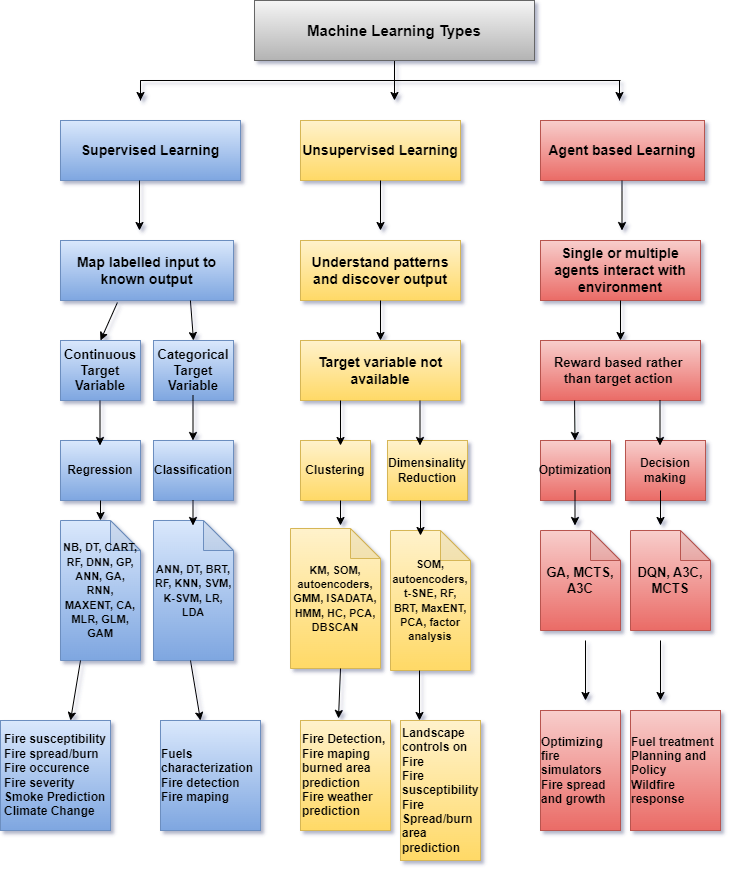 Machine Learning Types
Supervised Learning
Unsupervised Learning
Agent based Learning
Map labelled input to
known output
Understand patterns
and discover output
Single or multiple
agents interact with
environment
Continuous
Target
Variable
Categorical
Target
Variable
Target variable not
available
Reward based rather
than target action
Regression
Classification
Clustering
Dimensinality
Reduction
Optimization
Decision
making
NB, DT, CART,
RF, DNN, GP,
ANN, GA,
RNN,
MAXENT, CA,
MLR, GLM,
GAM
ANN, DT, BRT,
RF, KNN, SVM,
K-SVM, LR,
LDA
KM, SOM,
autoencoders,
GMM, ISADATA,
HMM, HC, PCA,
DBSCAN
SOM,
autoencoders,
t-SNE, RF,
BRT, MaxENT,
PCA, factor
analysis
GA, MCTS,
A3C
DQN, A3C,
MCTS
Fire susceptibility
Fire spread/burn
Fire occurence
Fire severity
Smoke Prediction
Climate Change
Fuels
characterization
Fire detection
Fire maping
Fire Detection,
Fire maping
burned area
prediction
Fire weather
prediction
Landscape
controls on
Fire
Fire
susceptibility
Fire
Spread/burn
area
prediction
Optimizing
fire
simulators
Fire spread
and growth
Fuel treatment
Planning and
Policy
Wildfire
response